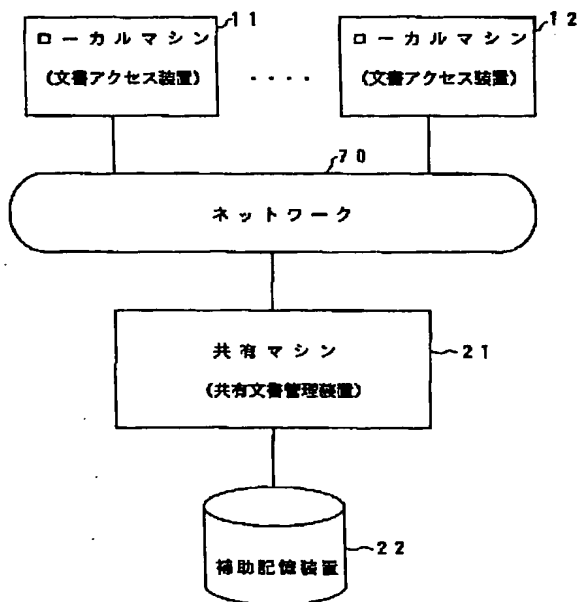 11
12
ローカルマシン
(文書アクセス装置)
・・・・
ローカルマシン
(文書アクセス装置)
70
ネットワーク
共有マシン
(共有文書管理装置)
21
補助記憶装置
22